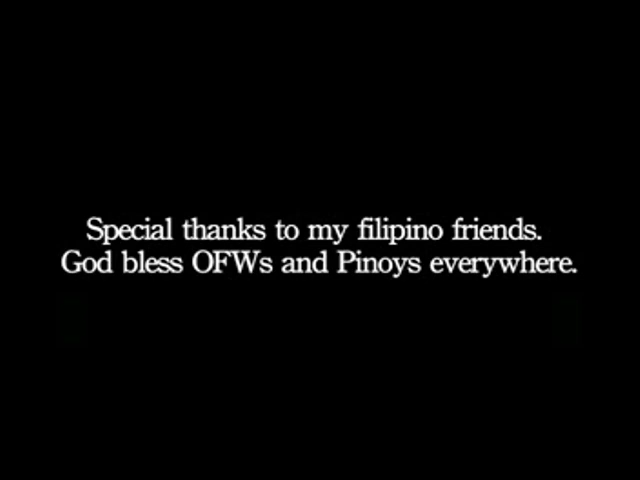 Special thanks to my filipino friends.
God bless OFWs and Pinoys everywhere.